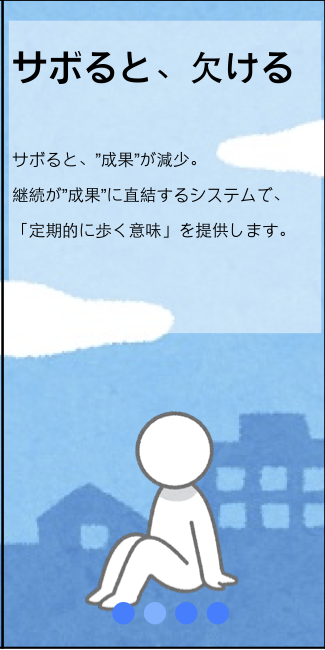 サボると、欠ける
サボると、”成果”が減少。
継続が”成果”に直結するシステムで、
「定期的に歩く意味」を提供します。